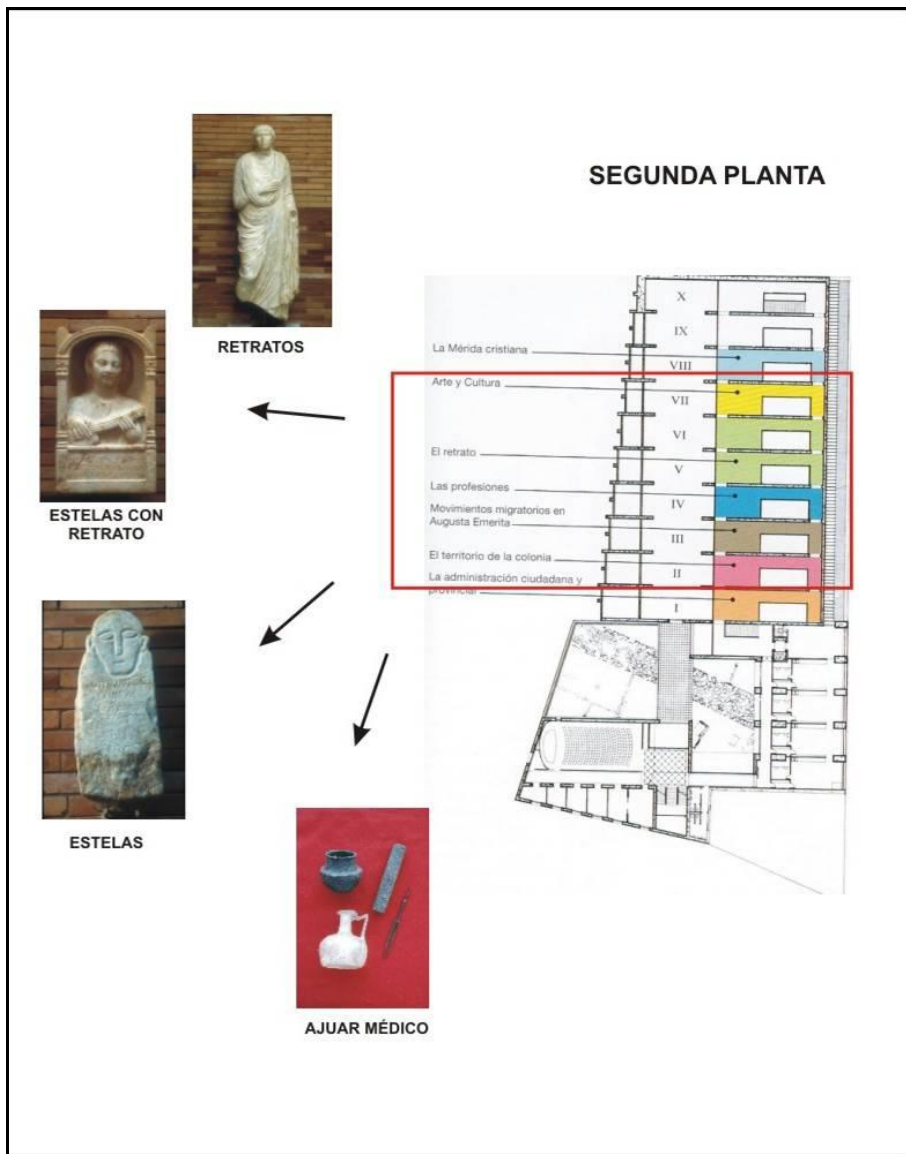 SEGUNDA PLANTA
RETRATOS
ESTELAS CON
RETRATO
ESTELAS
AJUAR MÉDICO
La Mérida cristiana
Arte y Cultura
El retrato
Las profesiones
Movimientos migratorios en
Augusta Emerita
El territorio de la colonia
La administración ciudadana y
provincial
X
IX
VIII
VII
VI
V
IV
III
II
I